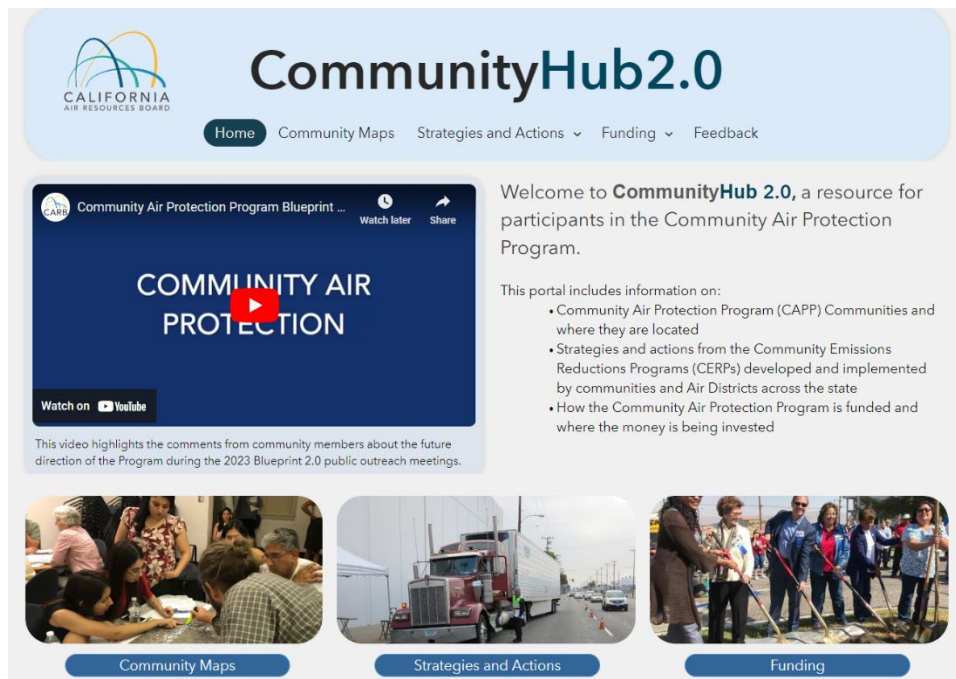 CALIFORNIA
AIR RESOURCES BOARD
CommunityHub2.0
Home Community Maps Strategies and Actions Funding Feedback
CARB Community Air Protection Program Blueprint ... Watch later Share
COMMUNITY AIR
PROTECTION
Watch on YouTube
This video highlights the comments from community members about the future
direction of the Program during the 2023 Blueprint 2.0 public outreach meetings.
Welcome to CommunityHub 2.0, a resource for
participants in the Community Air Protection
Program.
This portal includes information on:
• Community Air Protection Program (CAPP) Communities and
where they are located
• Strategies and actions from the Community Emissions
Reductions Programs (CERPs) developed and implemented
by communities and Air Districts across the state
• How the Community Air Protection Program is funded and
where the money is being invested
Community Maps
Strategies and Actions
Funding